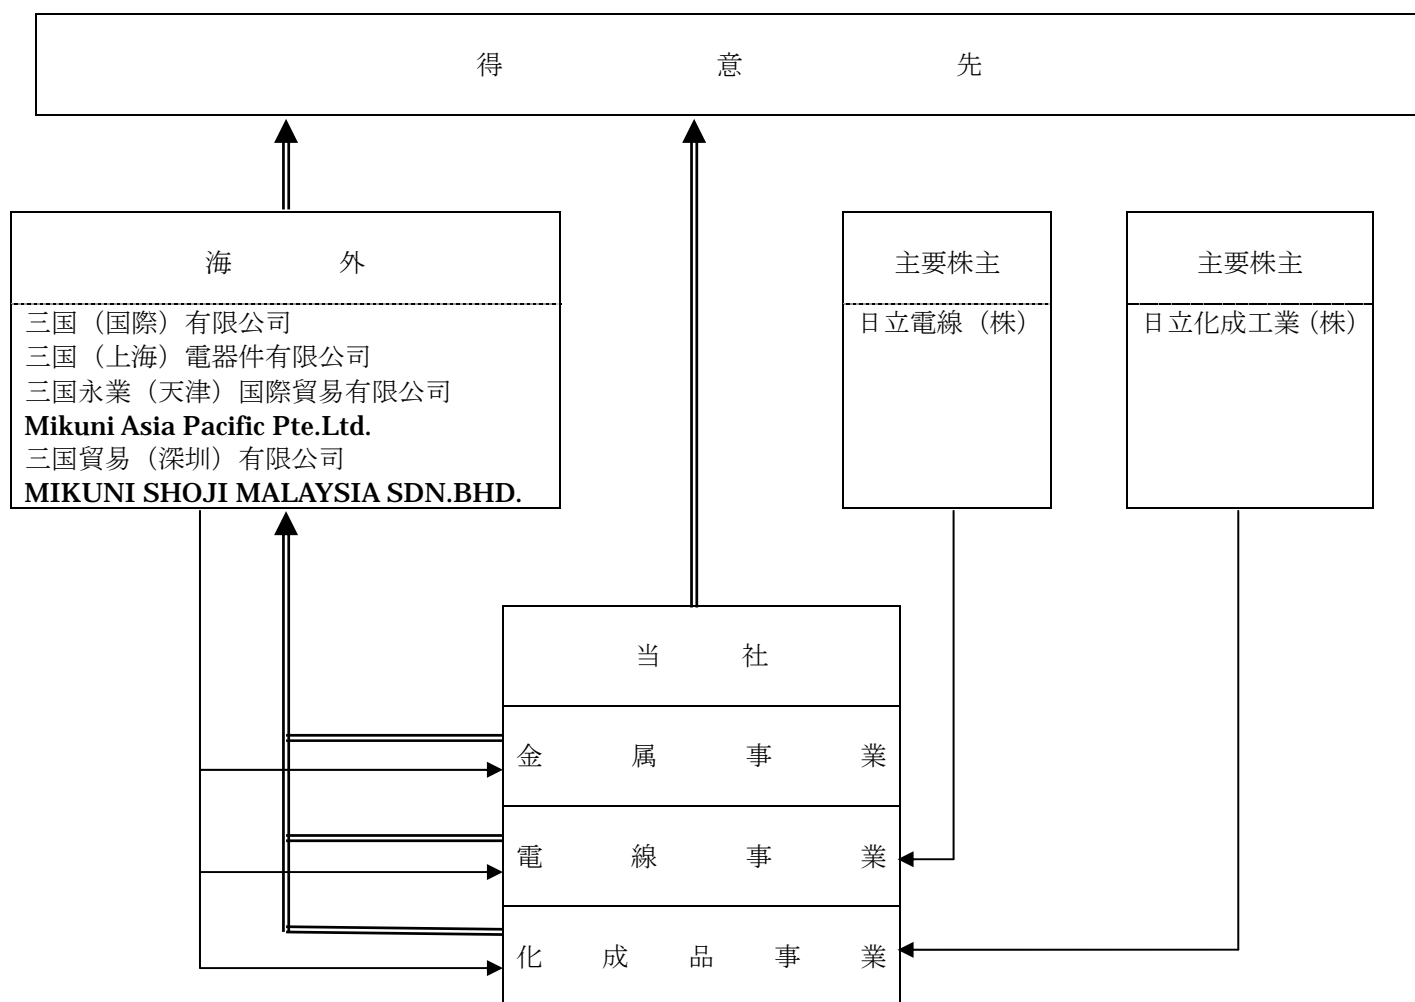 得意先
海外
三国（国際）有限公司
三国（上海）電器件有限公司
三国永業（天津）国際貿易有限公司
Mikuni Asia Pacific Pte.Ltd.
三国貿易（深圳）有限公司
MIKUNI SHOJI MALAYSIA SDN.BHD.
主要株主
日立電線（株）
主要株主
日立化成工業（株）
当社
金属事業
電線事業
化成品事業